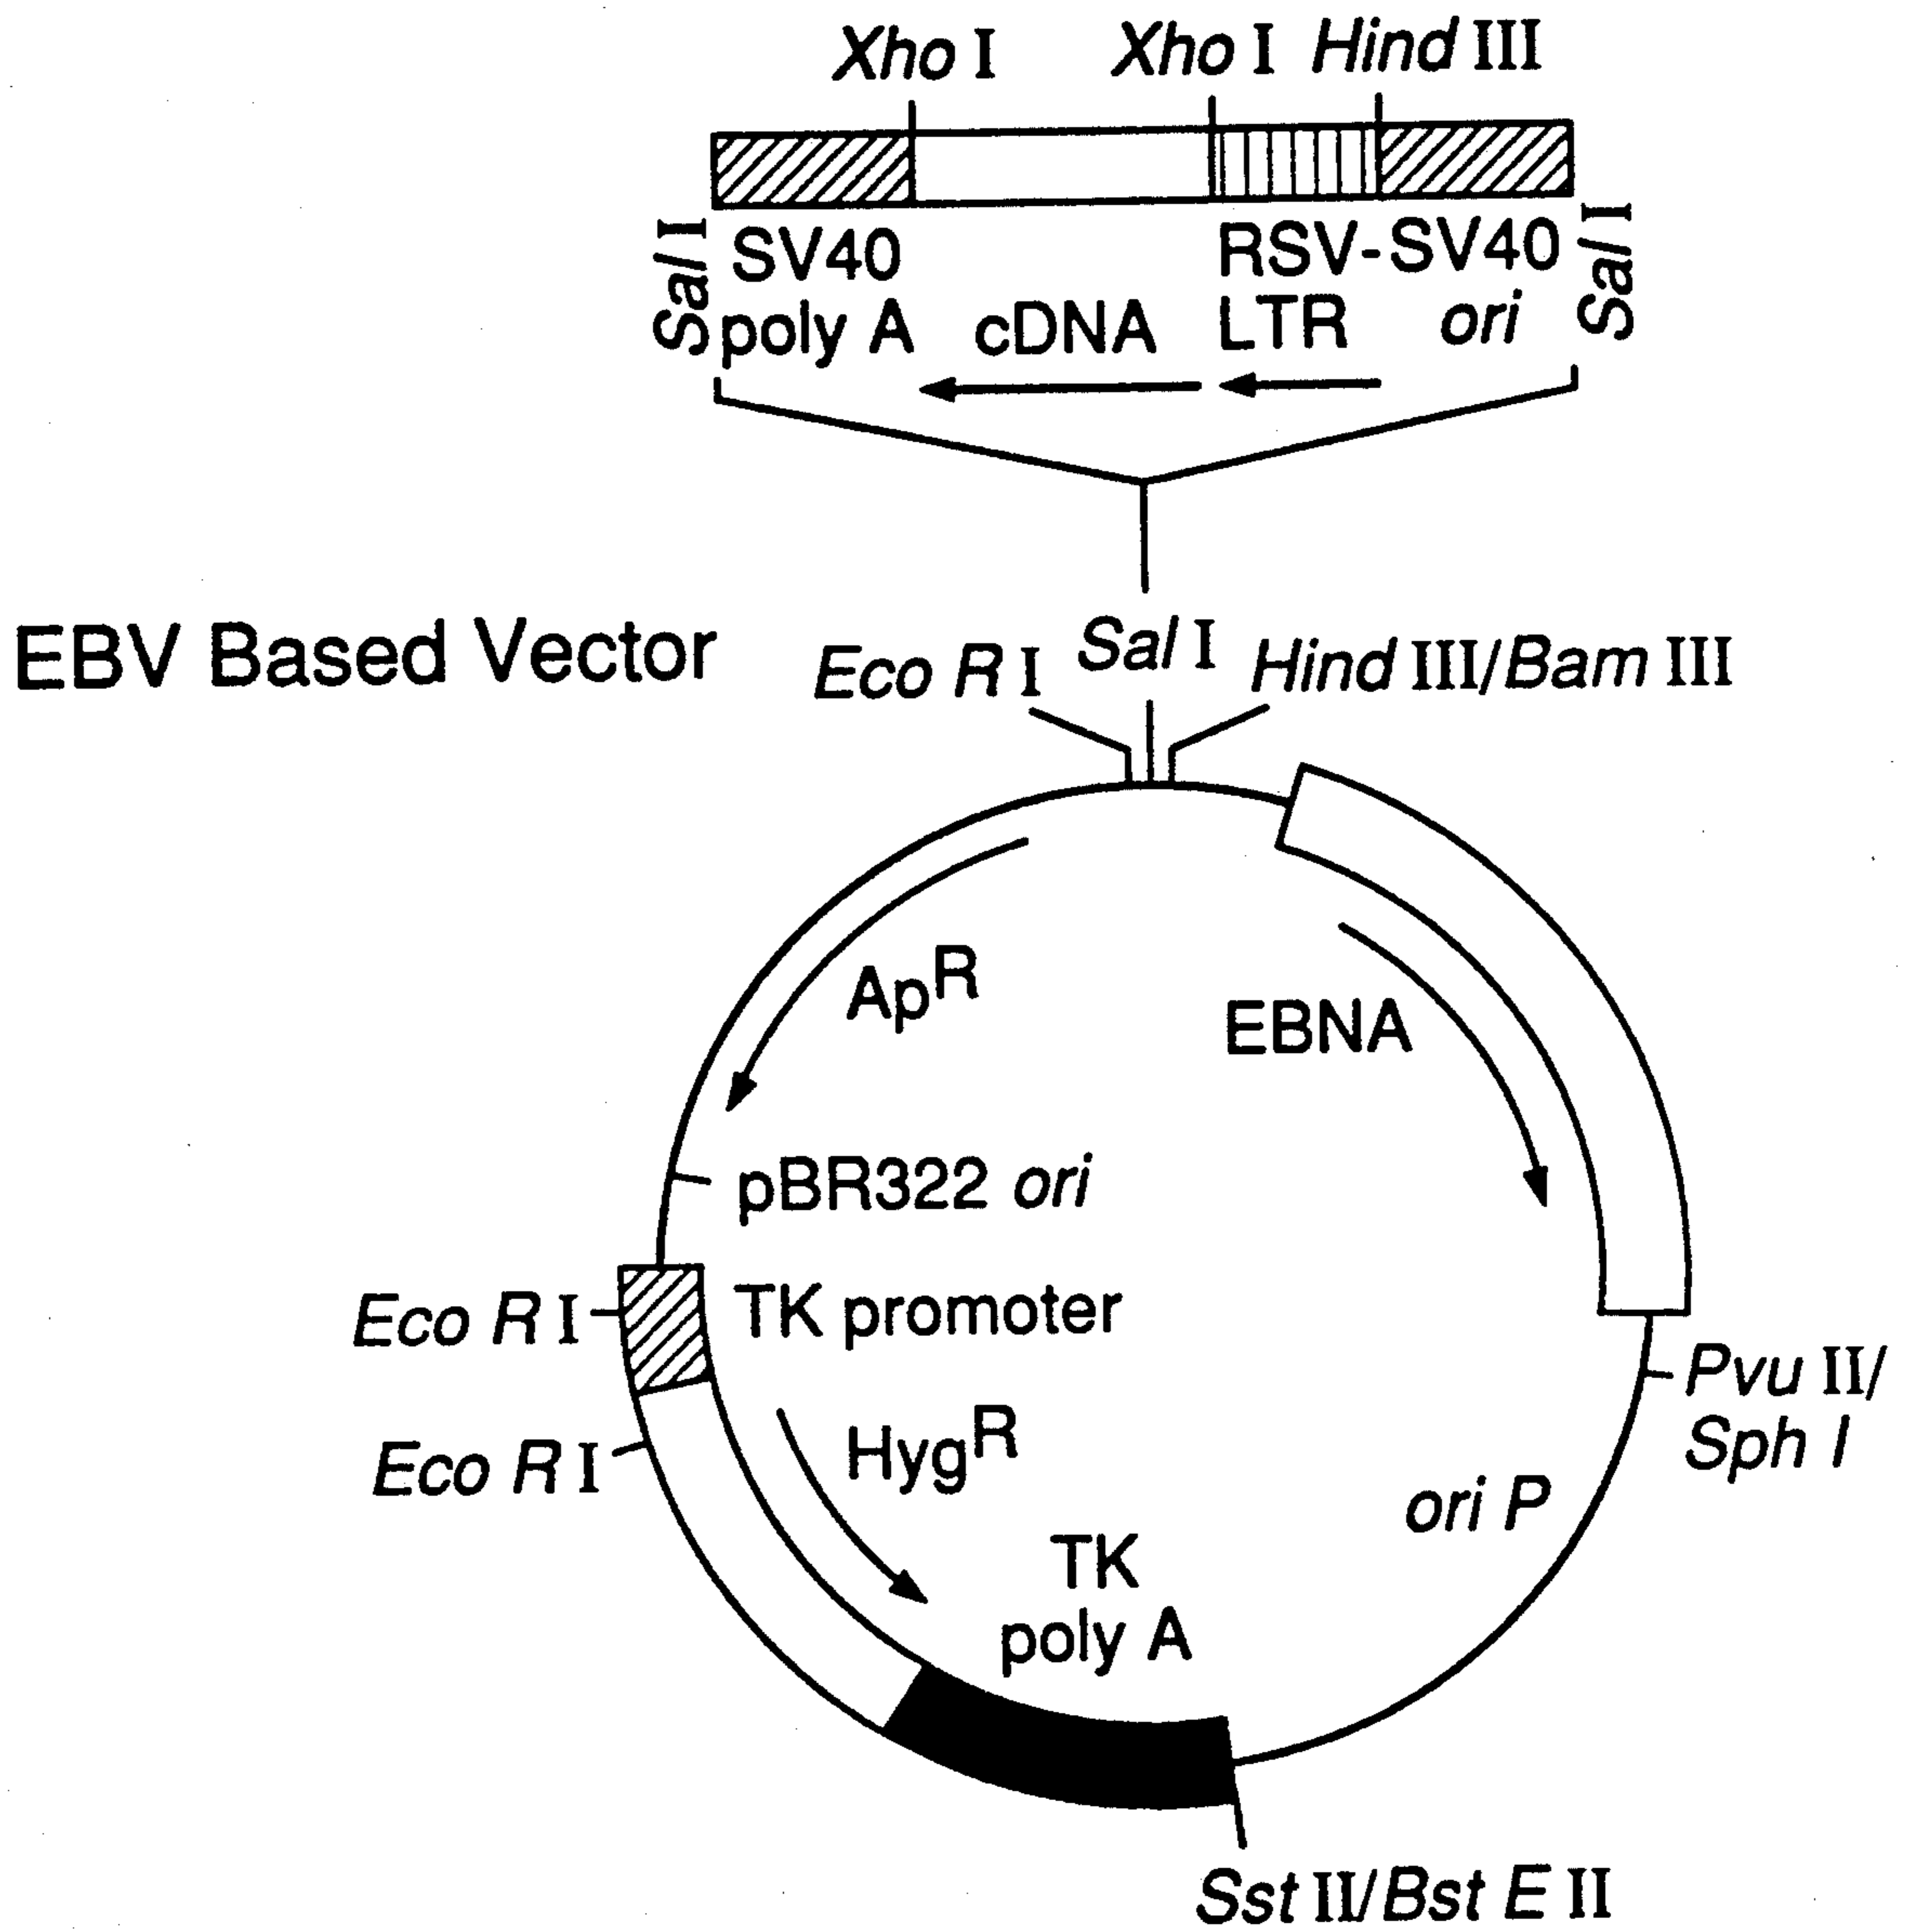 Xho I Xho I Hind III
Sal I
SV40
poly A
cDNA
RSV-SV40
LTR ori
Sal I
EBV Based Vector
Eco R I Sal I Hind III/Bam III
ApR
EBNA
pBR322 ori
Eco R I
TK promoter
Pvu II/
Sph I
Eco R I
HygR
ori P
TK
poly A
Sst II/Bst E II